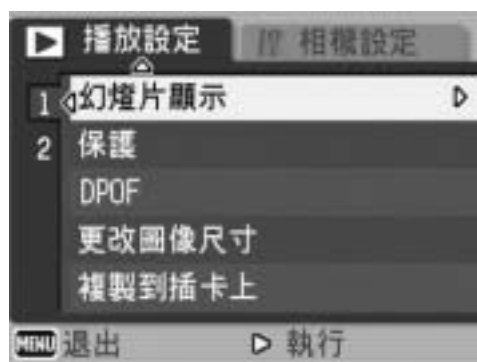 播放設定 相機設定
1 幻燈片顯示
2 保護
DPOF
更改圖像尺寸
複製到插卡上
MENU 退出 執行